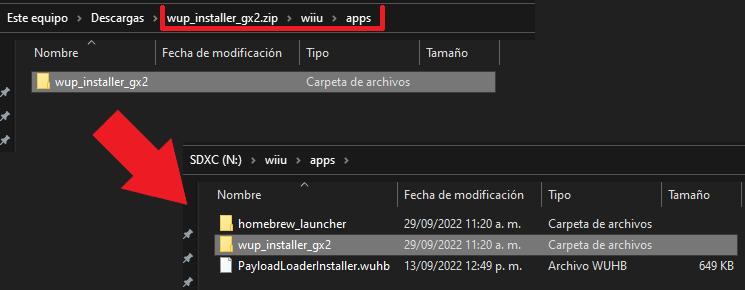 Este equipo > Descargas > wup_installer_gx2.zip > wiiu > apps >
Nombre Fecha de modificación Tipo Tamaño
wup_installer_gx2 Carpeta de archivos
SDXC (N:) > wiiu > apps >
Nombre Fecha de modificación Tipo Tamaño
homebrew_launcher 29/09/2022 11:20 a. m. Carpeta de archivos
wup_installer_gx2 29/09/2022 11:20 a. m. Carpeta de archivos
PayloadLoaderInstaller.wuhb 13/09/2022 12:49 p. m. Archivo WUHB 649 KB